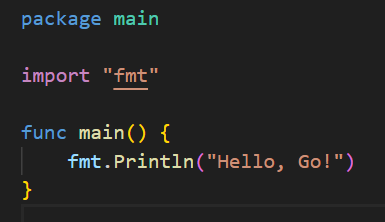 package main
import "fmt"
func main() {
    fmt.Println("Hello, Go!")
}